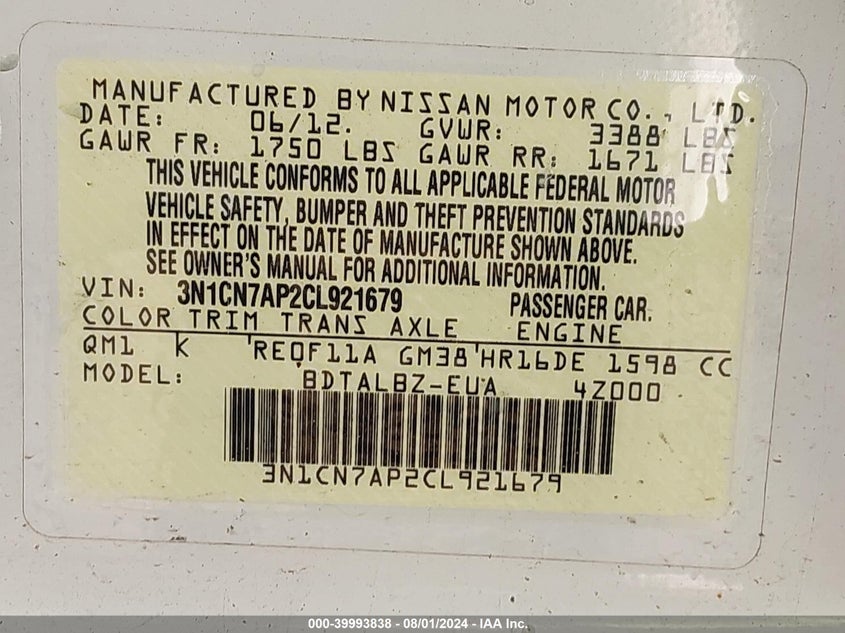 MANUFACTURED BY NISSAN MOTOR CO., LTD.
DATE: 06/12. GVWR: 3388 LBS
GAWR FR: 1750 LBS GAWR RR: 1671 LBS
THIS VEHICLE CONFORMS TO ALL APPLICABLE FEDERAL MOTOR
VEHICLE SAFETY, BUMPER AND THEFT PREVENTION STANDARDS
IN EFFECT ON THE DATE OF MANUFACTURE SHOWN ABOVE.
SEE OWNER'S MANUAL FOR ADDITIONAL INFORMATION.
VIN: 3N1CN7AP2CL921679 PASSENGER CAR.
COLOR TRIM TRANS AXLE ENGINE
QM1 K RE0F11A GM38 HR16DE 1598 CC
MODEL: BDTALBZ-EUA 4Z000
3N1CN7AP2CL921679
000-39993838 - 08/01/2024 - IAA Inc.